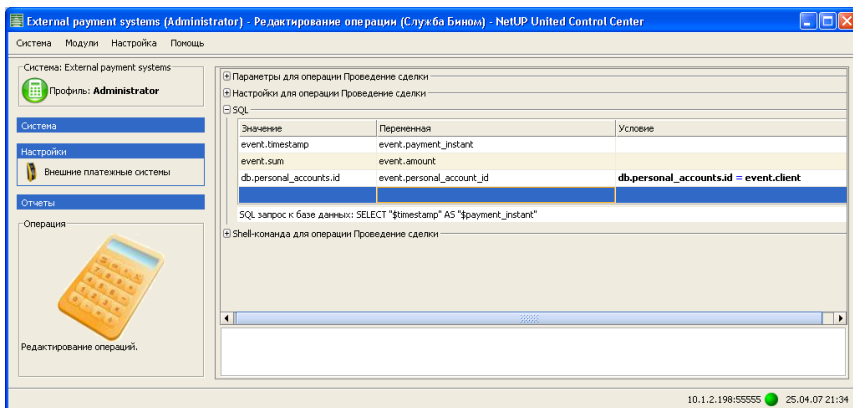 External payment systems (Administrator) - Редактирование операции (Служба Бином) - NetUP United Control Center
Система Модули Настройка Помощь
Система: External payment systems
Профиль: Administrator
Система
Настройки
Внешние платежные системы
Отчеты
Операция
Редактирование операций.
Параметры для операции Проведение сделки
Настройки для операции Проведение сделки
SQL
Значение Переменная Условие
event.timestamp event.payment_instant
event.sum event.amount
db.personal_accounts.id event.personal_account_id db.personal_accounts.id = event.client
SQL запрос к базе данных: SELECT "$timestamp" AS "$payment_instant"
Shell-команда для операции Проведение сделки
10.1.2.198:55555 25.04.07 21:34